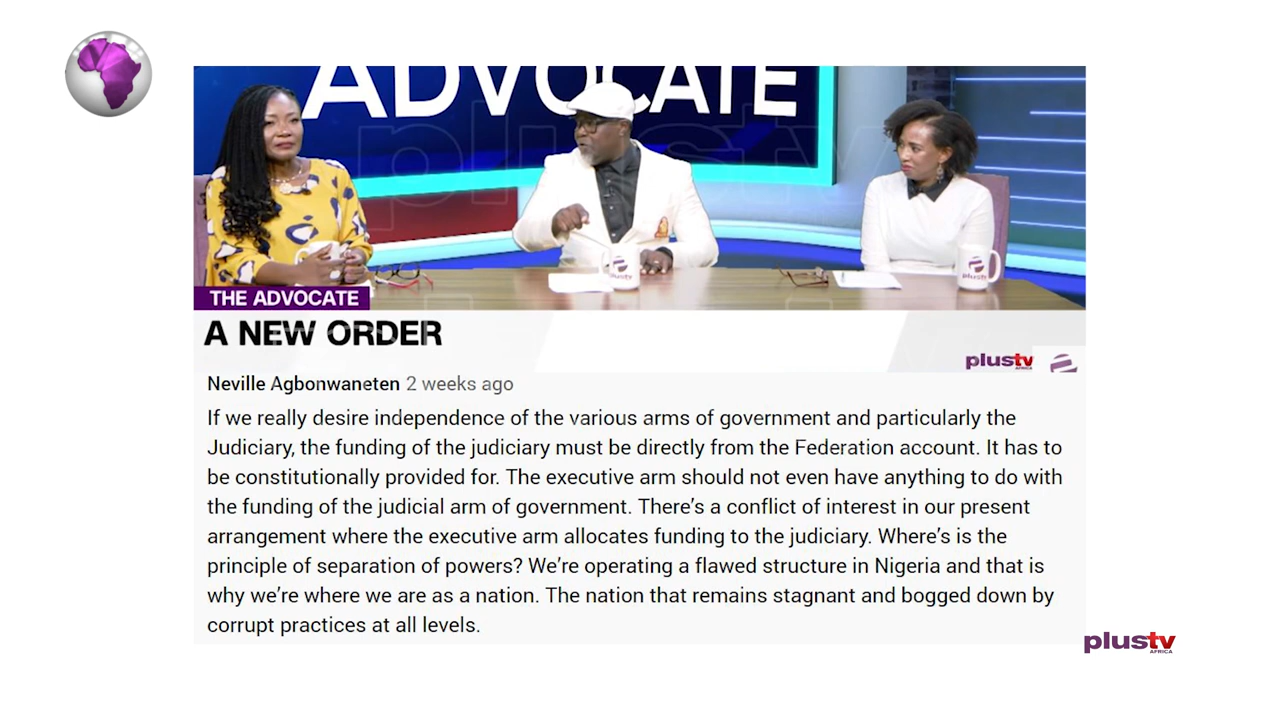 ADVOCATE
plustv
plustv
plustv
THE ADVOCATE
A NEW ORDER
plustv
AFRICA
Neville Agbonwaneten 2 weeks ago
If we really desire independence of the various arms of government and particularly the
Judiciary, the funding of the judiciary must be directly from the Federation account. It has to
be constitutionally provided for. The executive arm should not even have anything to do with
the funding of the judicial arm of government. There's a conflict of interest in our present
arrangement where the executive arm allocates funding to the judiciary. Where's is the
principle of separation of powers? We're operating a flawed structure in Nigeria and that is
why we're where we are as a nation. The nation that remains stagnant and bogged down by
corrupt practices at all levels.
plustv
AFRICA